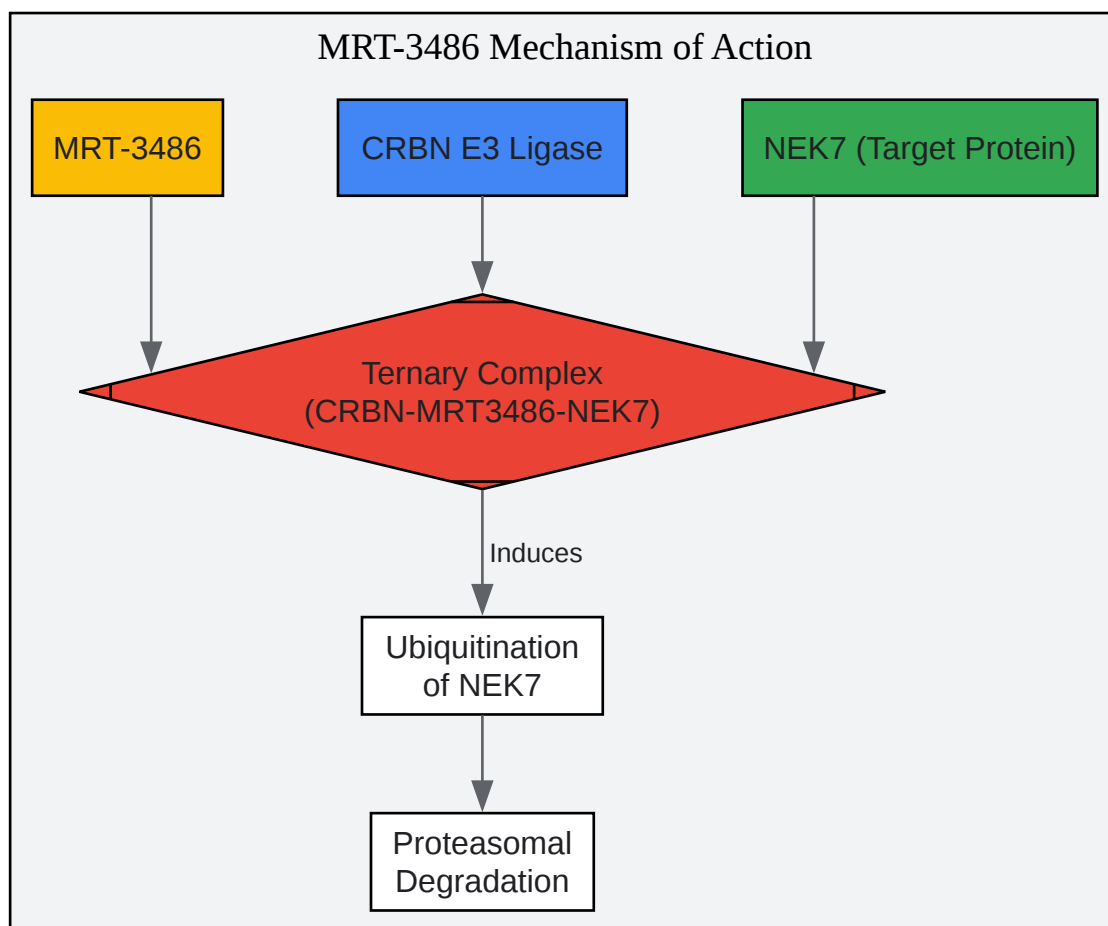 MRT-3486 Mechanism of Action
MRT-3486
CRBN E3 Ligase
NEK7 (Target Protein)
Ternary Complex
(CRBN-MRT3486-NEK7)
Induces
Ubiquitination
of NEK7
Proteasomal
Degradation